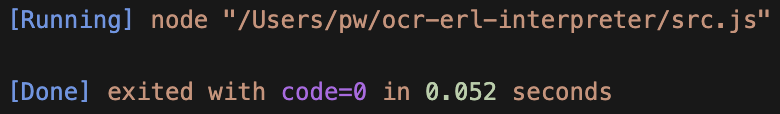 [Running] node "/Users/pw/ocr-erl-interpreter/src.js"
[Done] exited with code=0 in 0.052 seconds